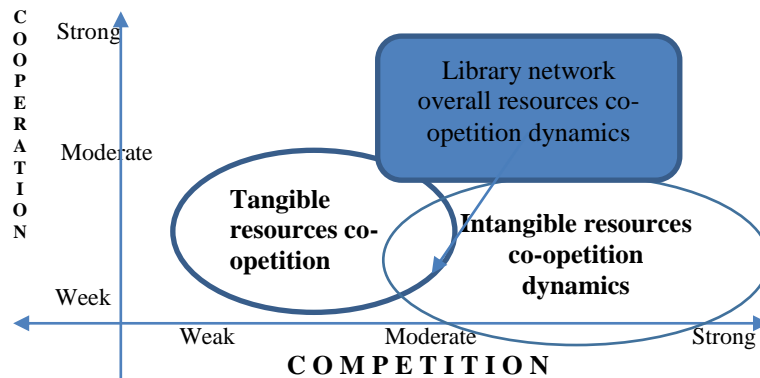 COOPERATION
Strong
Library network
overall resources co-
opetition dynamics
Moderate
Tangible
resources co-
opetition
Intangible resources
co-opetition
dynamics
Week
Weak
Moderate
Strong
COMPETITION